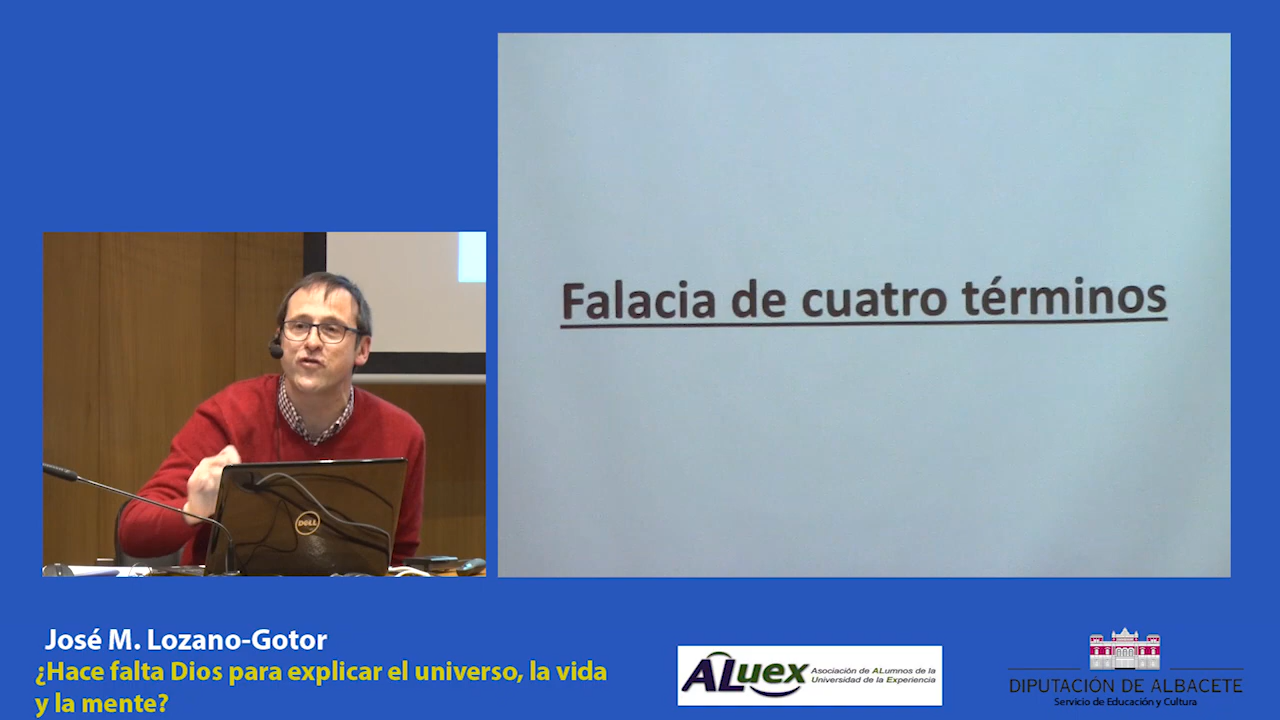 Falacia de cuatro términos
DELL
José M. Lozano-Gotor
¿Hace falta Dios para explicar el universo, la vida
y la mente?
ALuex
Asociación de ALumnos de la
Universidad de la Experiencia
DIPUTACIÓN DE ALBACETE
Servicio de Educación y Cultura